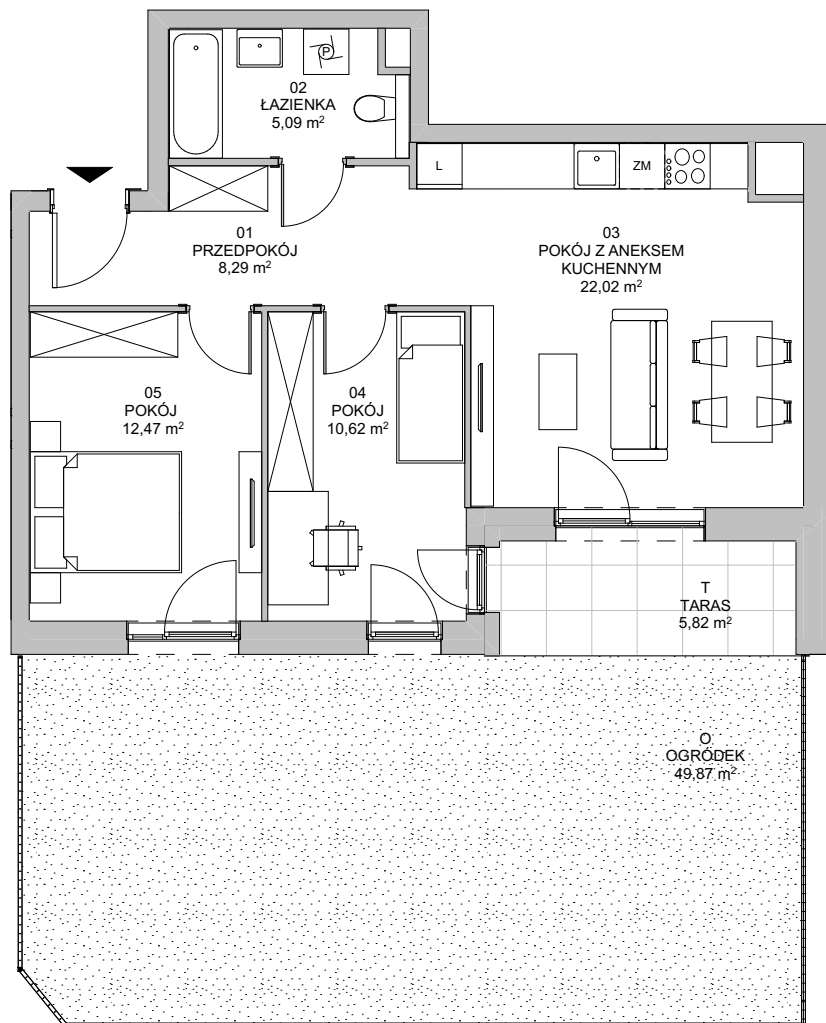 P
02
ŁAZIENKA
5,09 m²
L
ZM
01
PRZEDPOKÓJ
8,29 m²
03
POKÓJ Z ANEKSEM
KUCHENNYM
22,02 m²
05
POKÓJ
12,47 m²
04
POKÓJ
10,62 m²
T
TARAS
5,82 m²
O
OGRÓDEK
49,87 m²